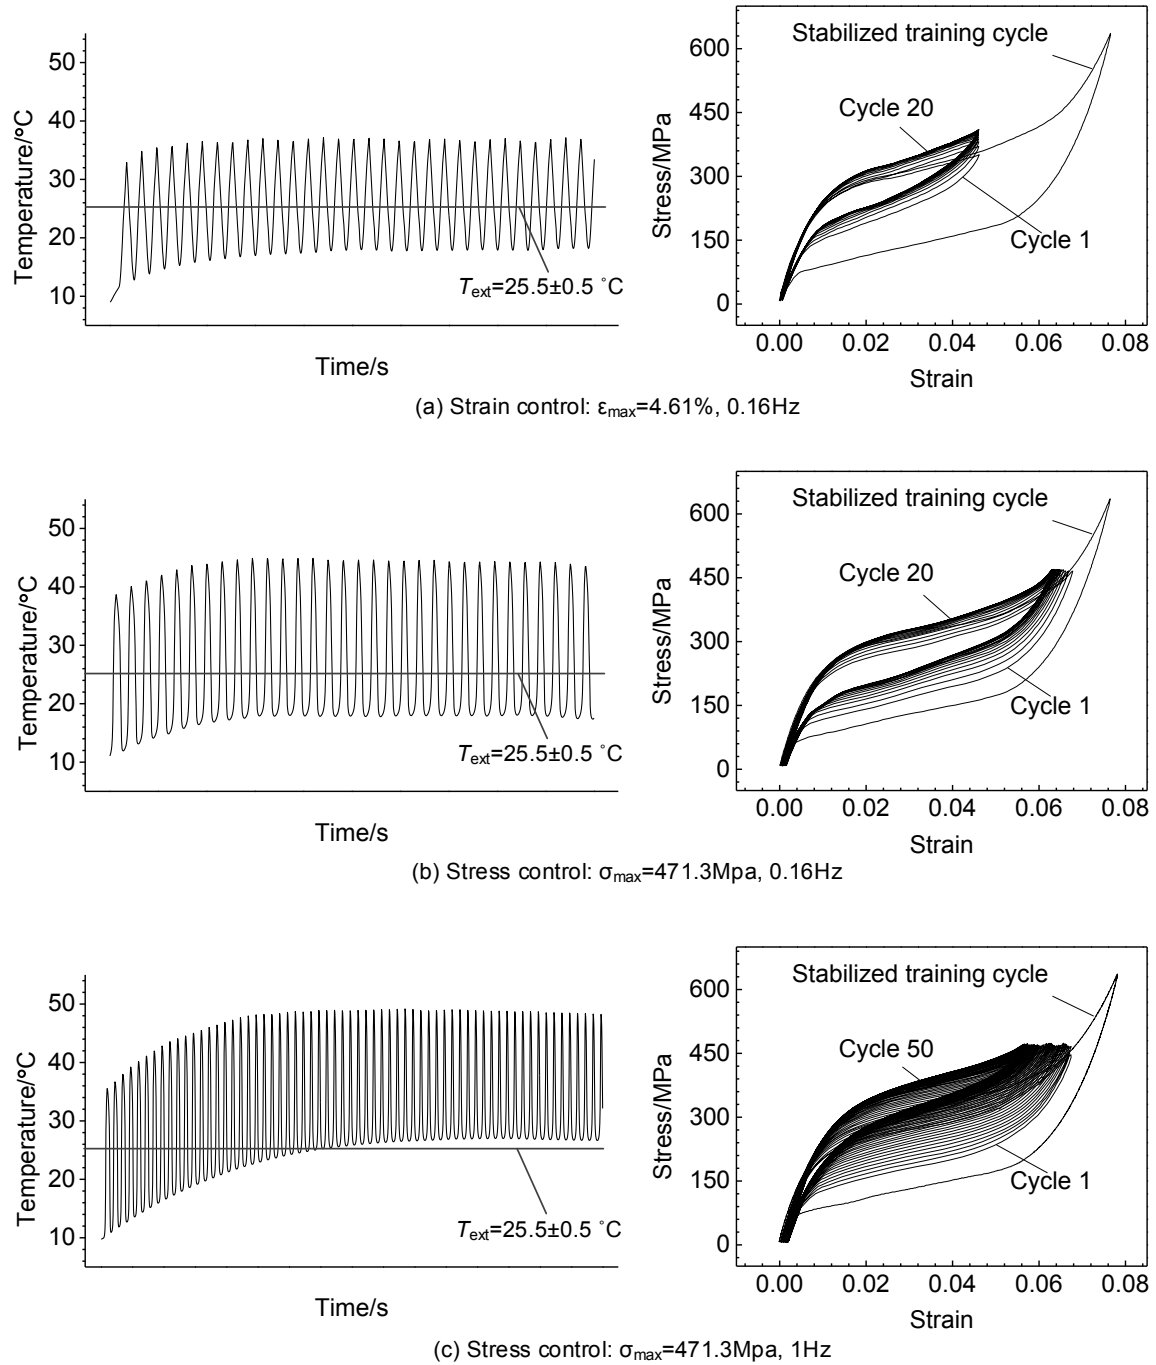 50
40
30
20
10
Temperature/°C
Time/s
T_ext=25.5±0.5 °C
600
450
300
150
0
Stress/MPa
Stabilized training cycle
Cycle 20
Cycle 1
0.00 0.02 0.04 0.06 0.08
Strain
(a) Strain control: ε_max=4.61%, 0.16Hz
50
40
30
20
10
Temperature/°C
Time/s
T_ext=25.5±0.5 °C
600
450
300
150
0
Stress/MPa
Stabilized training cycle
Cycle 20
Cycle 1
0.00 0.02 0.04 0.06 0.08
Strain
(b) Stress control: σ_max=471.3Mpa, 0.16Hz
50
40
30
20
10
Temperature/°C
Time/s
T_ext=25.5±0.5 °C
600
450
300
150
0
Stress/MPa
Stabilized training cycle
Cycle 50
Cycle 1
0.00 0.02 0.04 0.06 0.08
Strain
(c) Stress control: σ_max=471.3Mpa, 1Hz